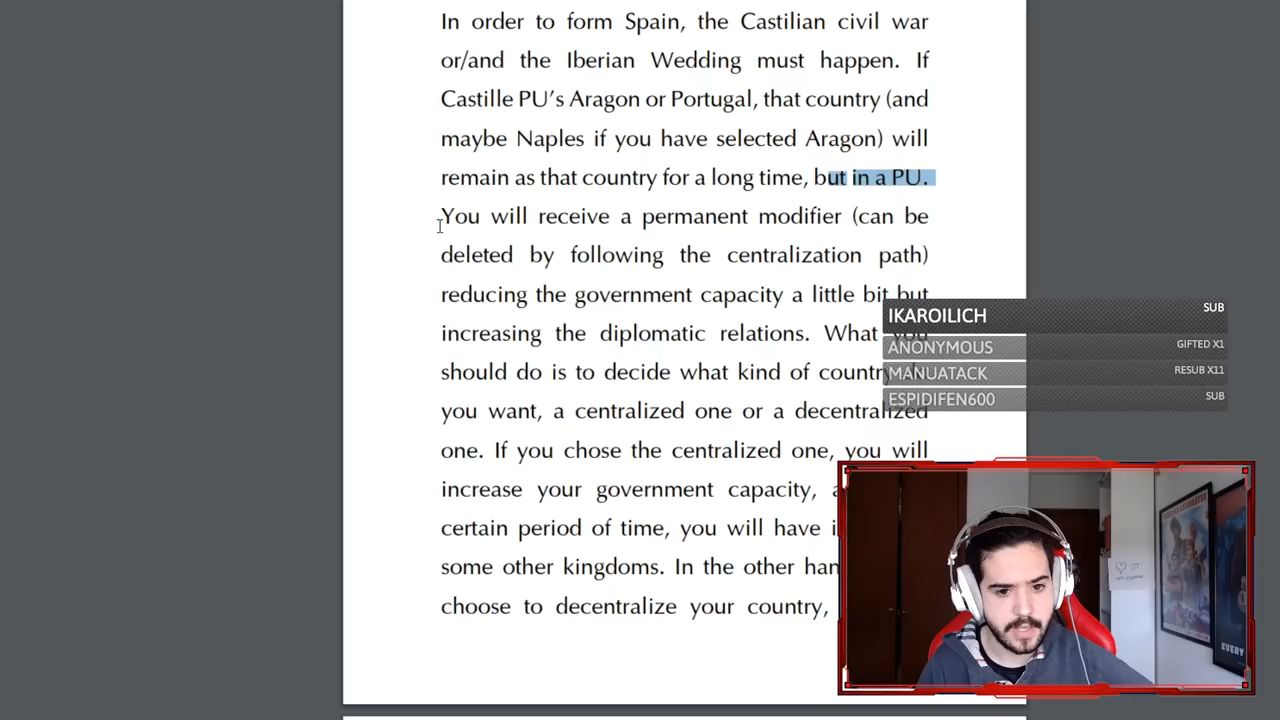 In order to form Spain, the Castilian civil war
or/and the Iberian Wedding must happen. If
Castille PU's Aragon or Portugal, that country (and
maybe Naples if you have selected Aragon) will
remain as that country for a long time, but in a PU.
You will receive a permanent modifier (can be
deleted by following the centralization path)
reducing the government capacity a little bit but
increasing the diplomatic relations. What you
should do is to decide what kind of country
you want, a centralized one or a decentralized
one. If you chose the centralized one, you will
increase your government capacity,
certain period of time, you will have
some other kingdoms. In the other
choose to decentralize your country,
IKAROILICH SUB
ANONYMOUS GIFTED X1
MANUATACK RESUB X11
ESPIDIFEN600 SUB
EVERY